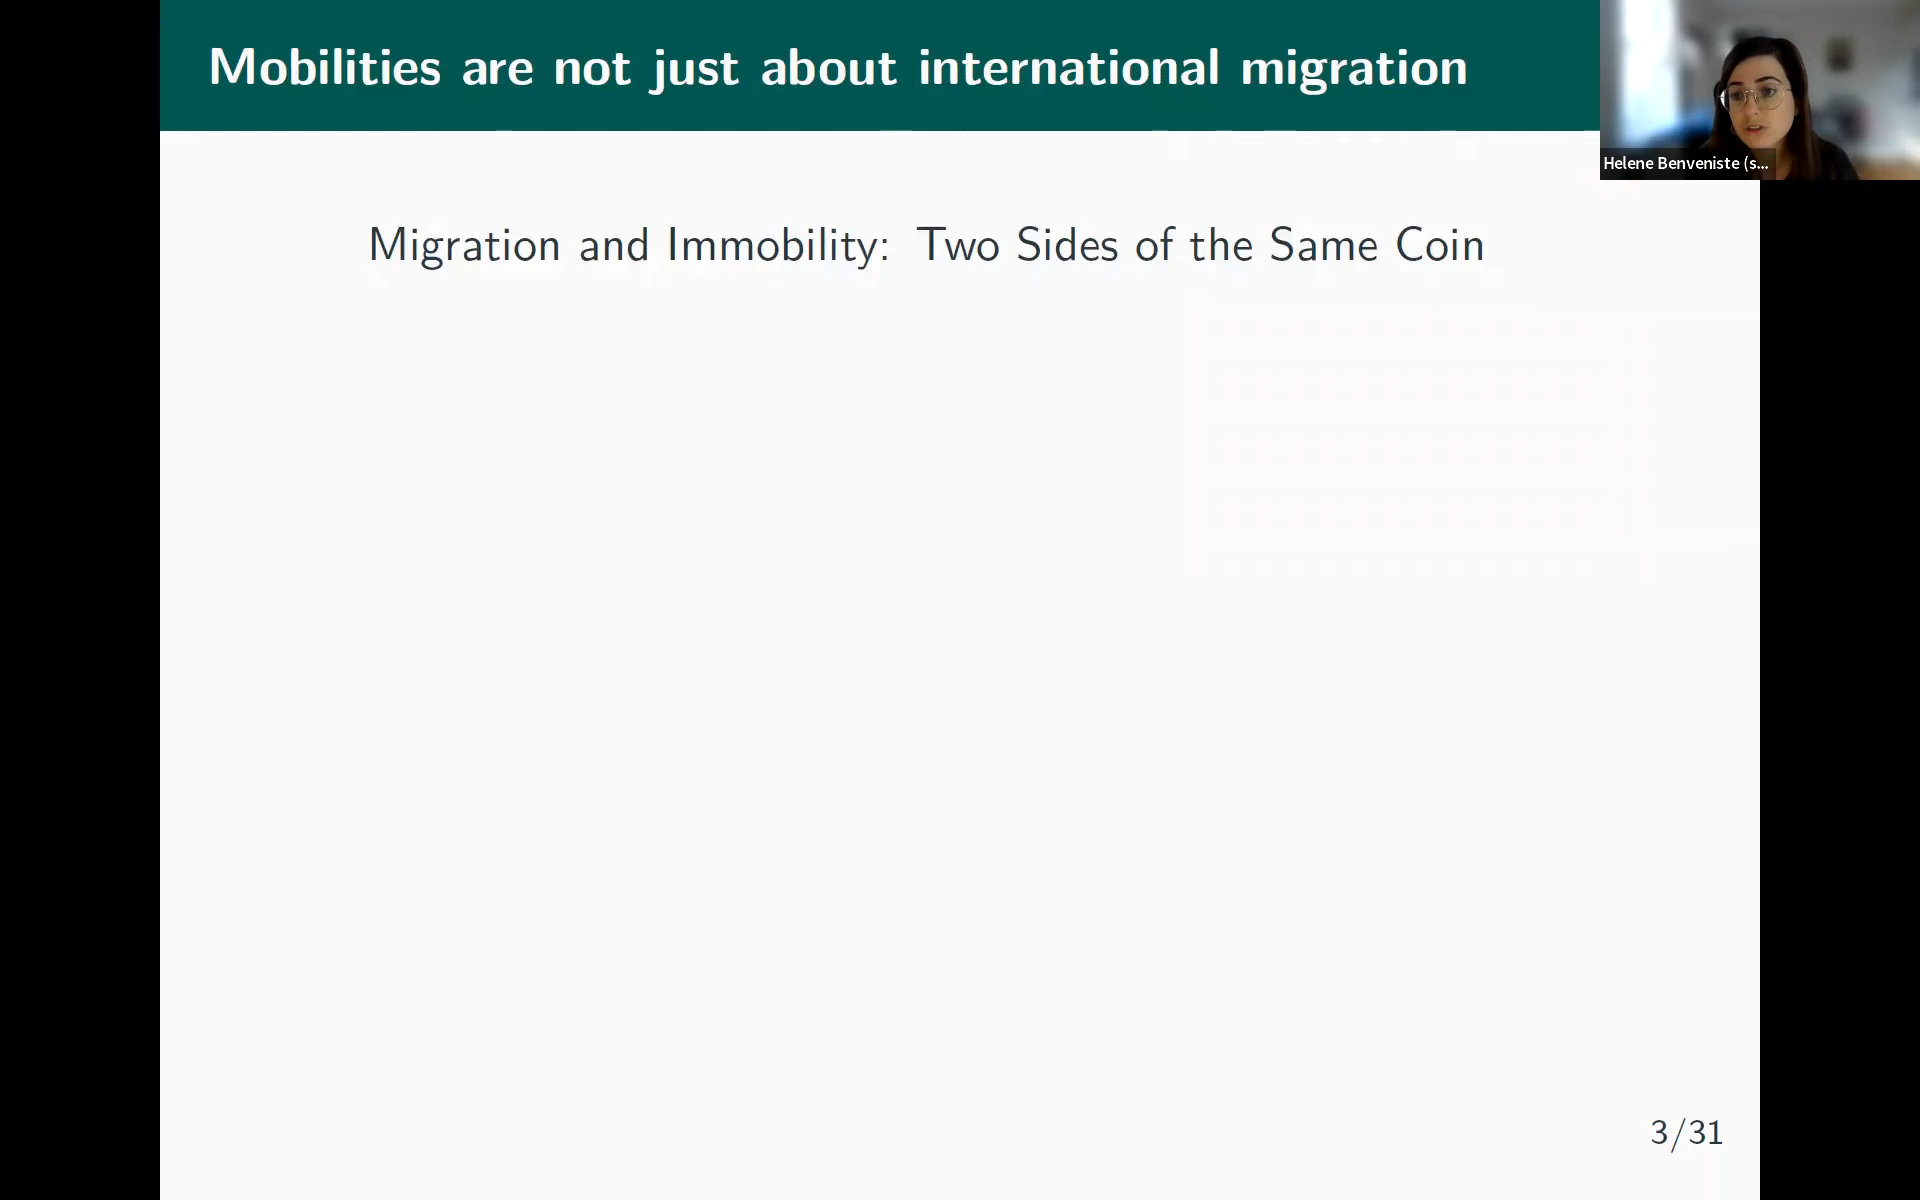 Mobilities are not just about international migration
Helene Benveniste (s...
Migration and Immobility: Two Sides of the Same Coin
3/31